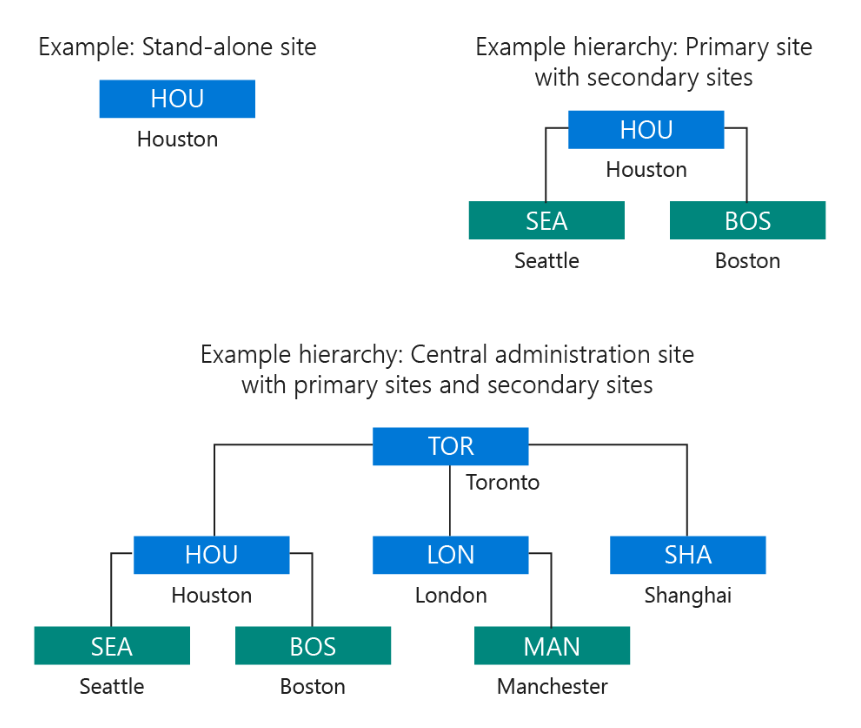 Example: Stand-alone site
HOU
Houston
Example hierarchy: Primary site
with secondary sites
HOU
Houston
SEA
BOS
Seattle
Boston
Example hierarchy: Central administration site
with primary sites and secondary sites
TOR
Toronto
HOU
LON
SHA
Houston
London
Shanghai
SEA
BOS
MAN
Seattle
Boston
Manchester